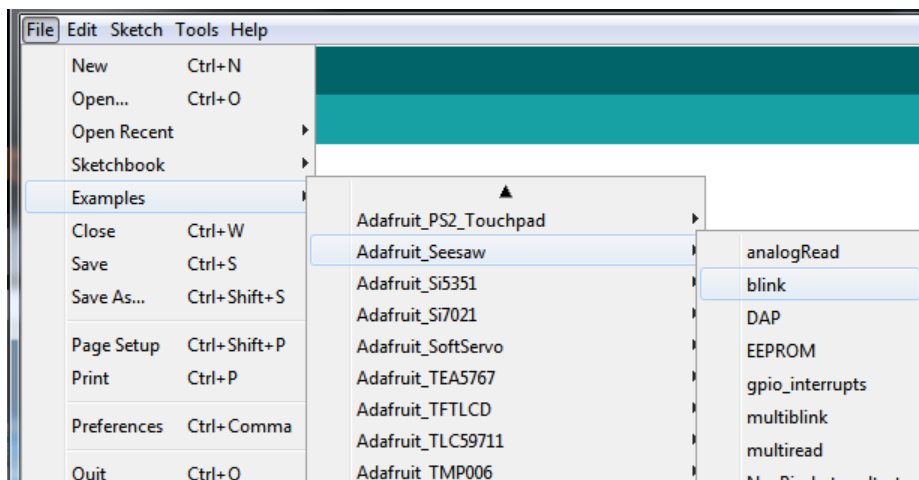 File Edit Sketch Tools Help
New Ctrl+N
Open... Ctrl+O
Open Recent
Sketchbook
Examples
Close Ctrl+W
Save Ctrl+S
Save As... Ctrl+Shift+S
Page Setup Ctrl+Shift+P
Print Ctrl+P
Preferences Ctrl+Comma
Quit
Adafruit_PS2_Touchpad
Adafruit_Seesaw
Adafruit_Si5351
Adafruit_Si7021
Adafruit_SoftServo
Adafruit_TEA5767
Adafruit_TFTLCD
Adafruit_TLC59711
Adafruit_TMP006
analogRead
blink
DAP
EEPROM
gpio_interrupts
multiblink
multiread